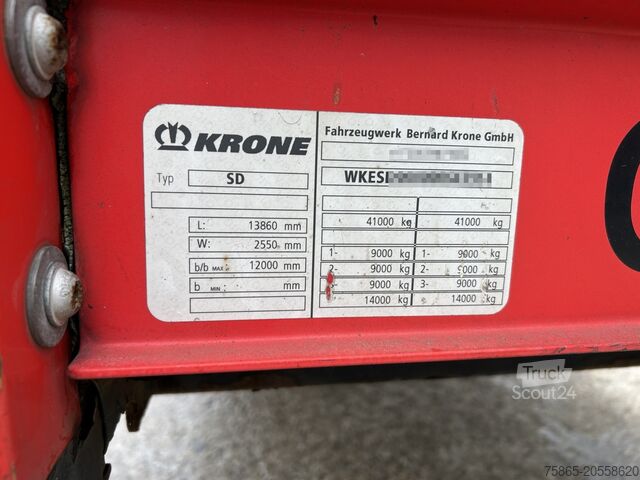 KRONE
Typ SD
L: 13860 mm
W: 2550 mm
b/b MAX.: 12000 mm
b MIN.: mm
Fahrzeugwerk Bernard Krone GmbH
WKESI
41000 kg 41000 kg
1- 9000 kg 1- 9000 kg
2- 9000 kg 2- 9000 kg
9000 kg 3- 9000 kg
14000 kg 14000 kg
Truck
Scout24
75865-20558620